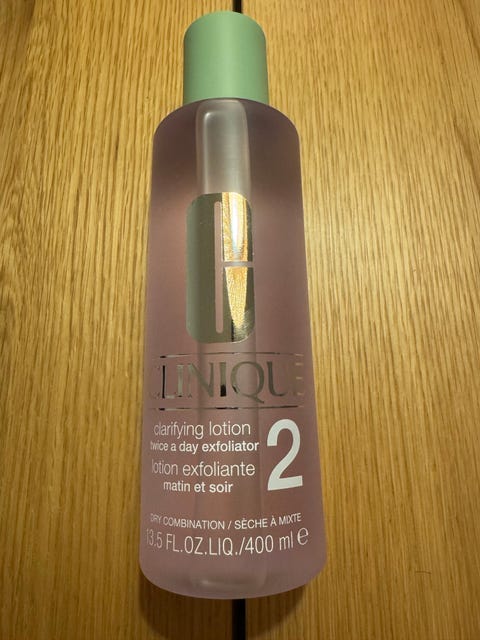 CLINIQUE
clarifying lotion
twice a day exfoliator
lotion exfoliante
matin et soir
2
DRY COMBINATION / SÈCHE À MIXTE
13.5 FL.OZ.LIQ./400 ml e